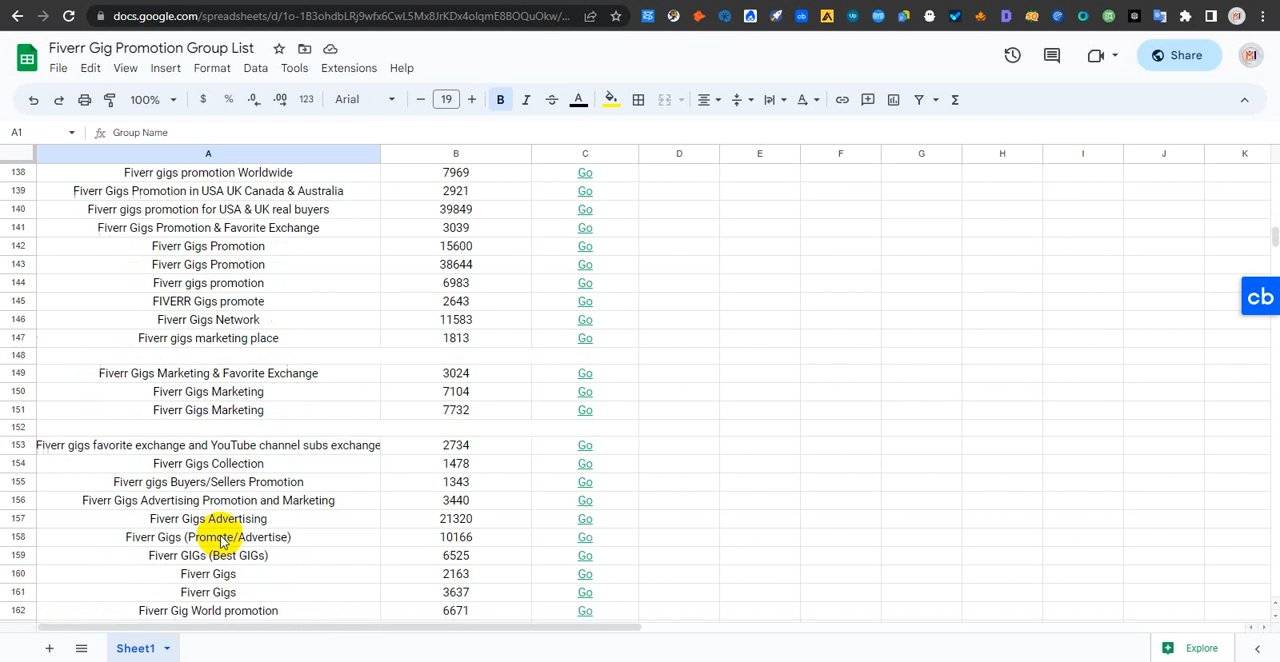 docs.google.com/spreadsheets/d/1o-1B3ohdbLRj9wfx6CwL5Mx8JrKDx4olqmE8BOQuOkw/...
Fiverr Gig Promotion Group List
File Edit View Insert Format Data Tools Extensions Help
Share
100% $ % .0 .00 123 Arial 19 B I A
A1 fx Group Name
A B C D E F G H I J K
138 Fiverr gigs promotion Worldwide 7969 Go
139 Fiverr Gigs Promotion in USA UK Canada & Australia 2921 Go
140 Fiverr gigs promotion for USA & UK real buyers 39849 Go
141 Fiverr Gigs Promotion & Favorite Exchange 3039 Go
142 Fiverr Gigs Promotion 15600 Go
143 Fiverr Gigs Promotion 38644 Go
144 Fiverr gigs promotion 6983 Go
145 FIVERR Gigs promote 2643 Go
146 Fiverr Gigs Network 11583 Go
147 Fiverr gigs marketing place 1813 Go
148
149 Fiverr Gigs Marketing & Favorite Exchange 3024 Go
150 Fiverr Gigs Marketing 7104 Go
151 Fiverr Gigs Marketing 7732 Go
152
153 Fiverr gigs favorite exchange and YouTube channel subs exchange 2734 Go
154 Fiverr Gigs Collection 1478 Go
155 Fiverr gigs Buyers/Sellers Promotion 1343 Go
156 Fiverr Gigs Advertising Promotion and Marketing 3440 Go
157 Fiverr Gigs Advertising 21320 Go
158 Fiverr Gigs (Promote/Advertise) 10166 Go
159 Fiverr GIGs (Best GIGs) 6525 Go
160 Fiverr Gigs 2163 Go
161 Fiverr Gigs 3637 Go
162 Fiverr Gig World promotion 6671 Go
cb
Sheet1
Explore